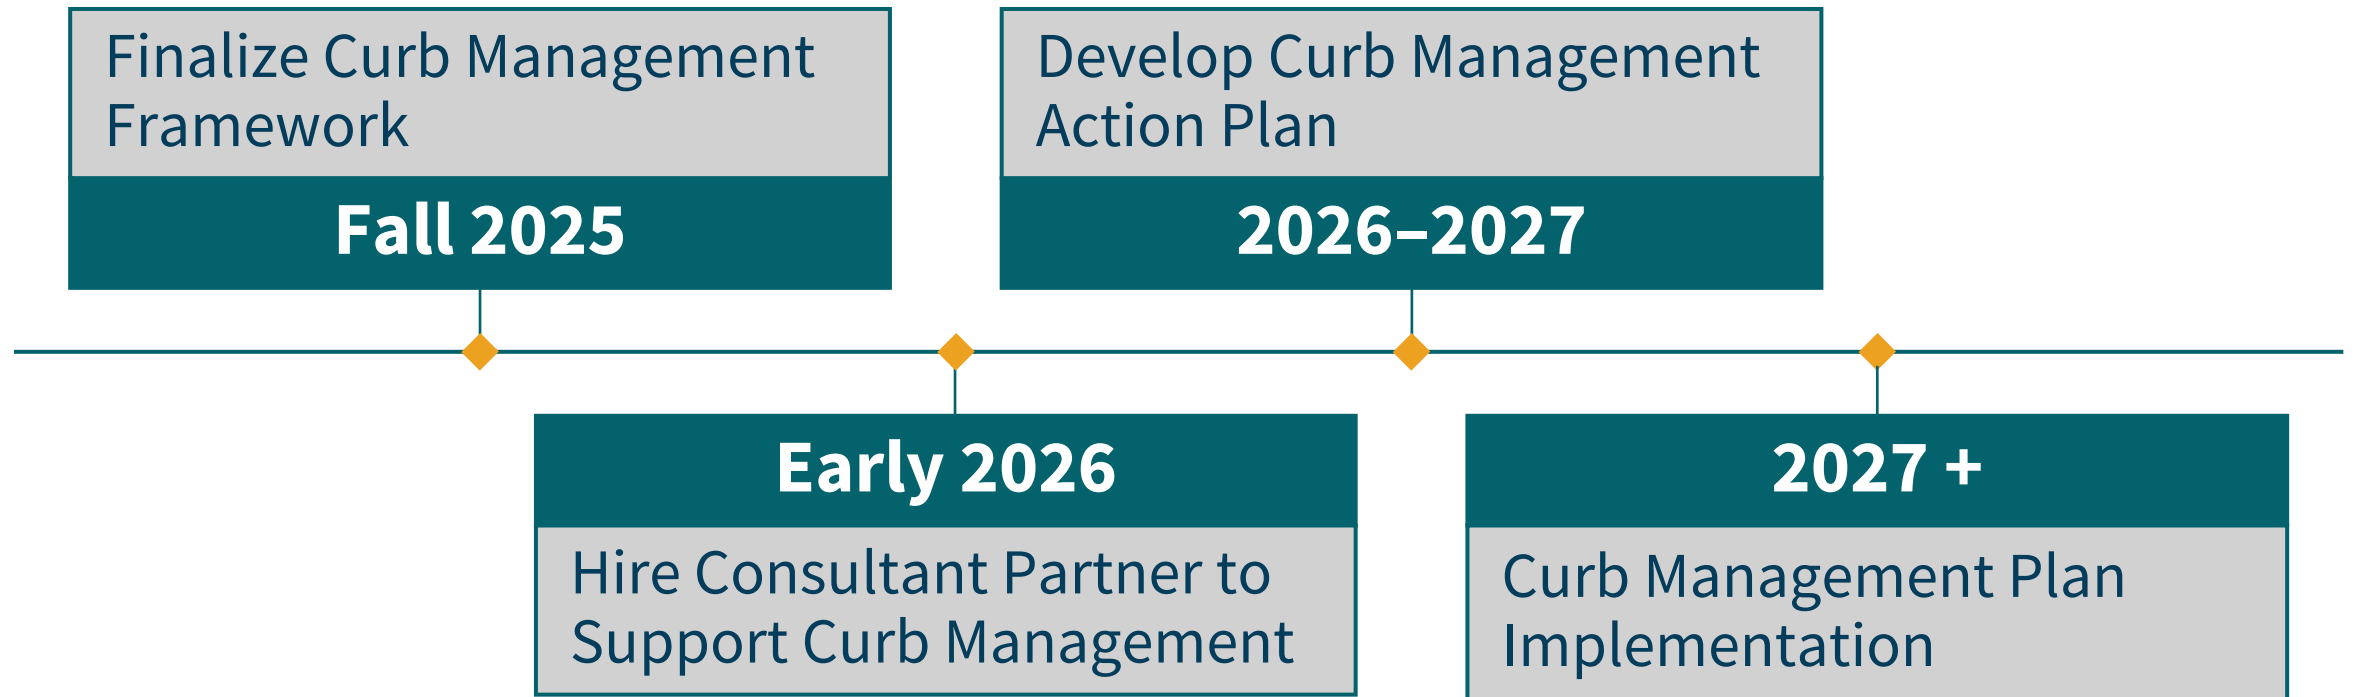 Finalize Curb Management
Framework
Fall 2025
Develop Curb Management
Action Plan
2026–2027
Early 2026
Hire Consultant Partner to
Support Curb Management
2027 +
Curb Management Plan
Implementation